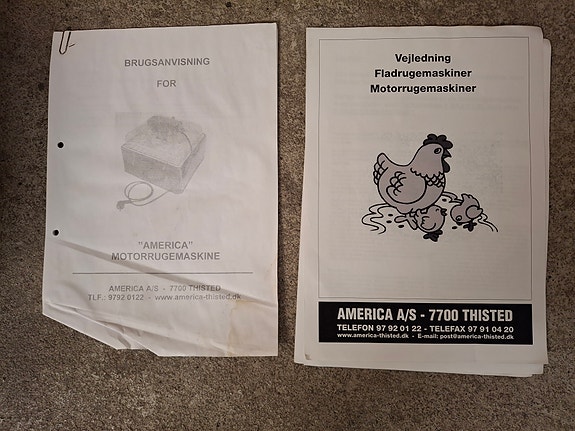 BRUGSANVISNING
FOR
"AMERICA"
MOTORRUGEMASKINE
AMERICA A/S - 7700 THISTED
TLF.: 9792 0122 - www.america-thisted.dk
Vejledning
Fladrugemaskiner
Motorrugemaskiner
AMERICA A/S - 7700 THISTED
TELEFON 97 92 01 22 - TELEFAX 97 91 04 20
www.america-thisted.dk - E-mail: post@america-thisted.dk